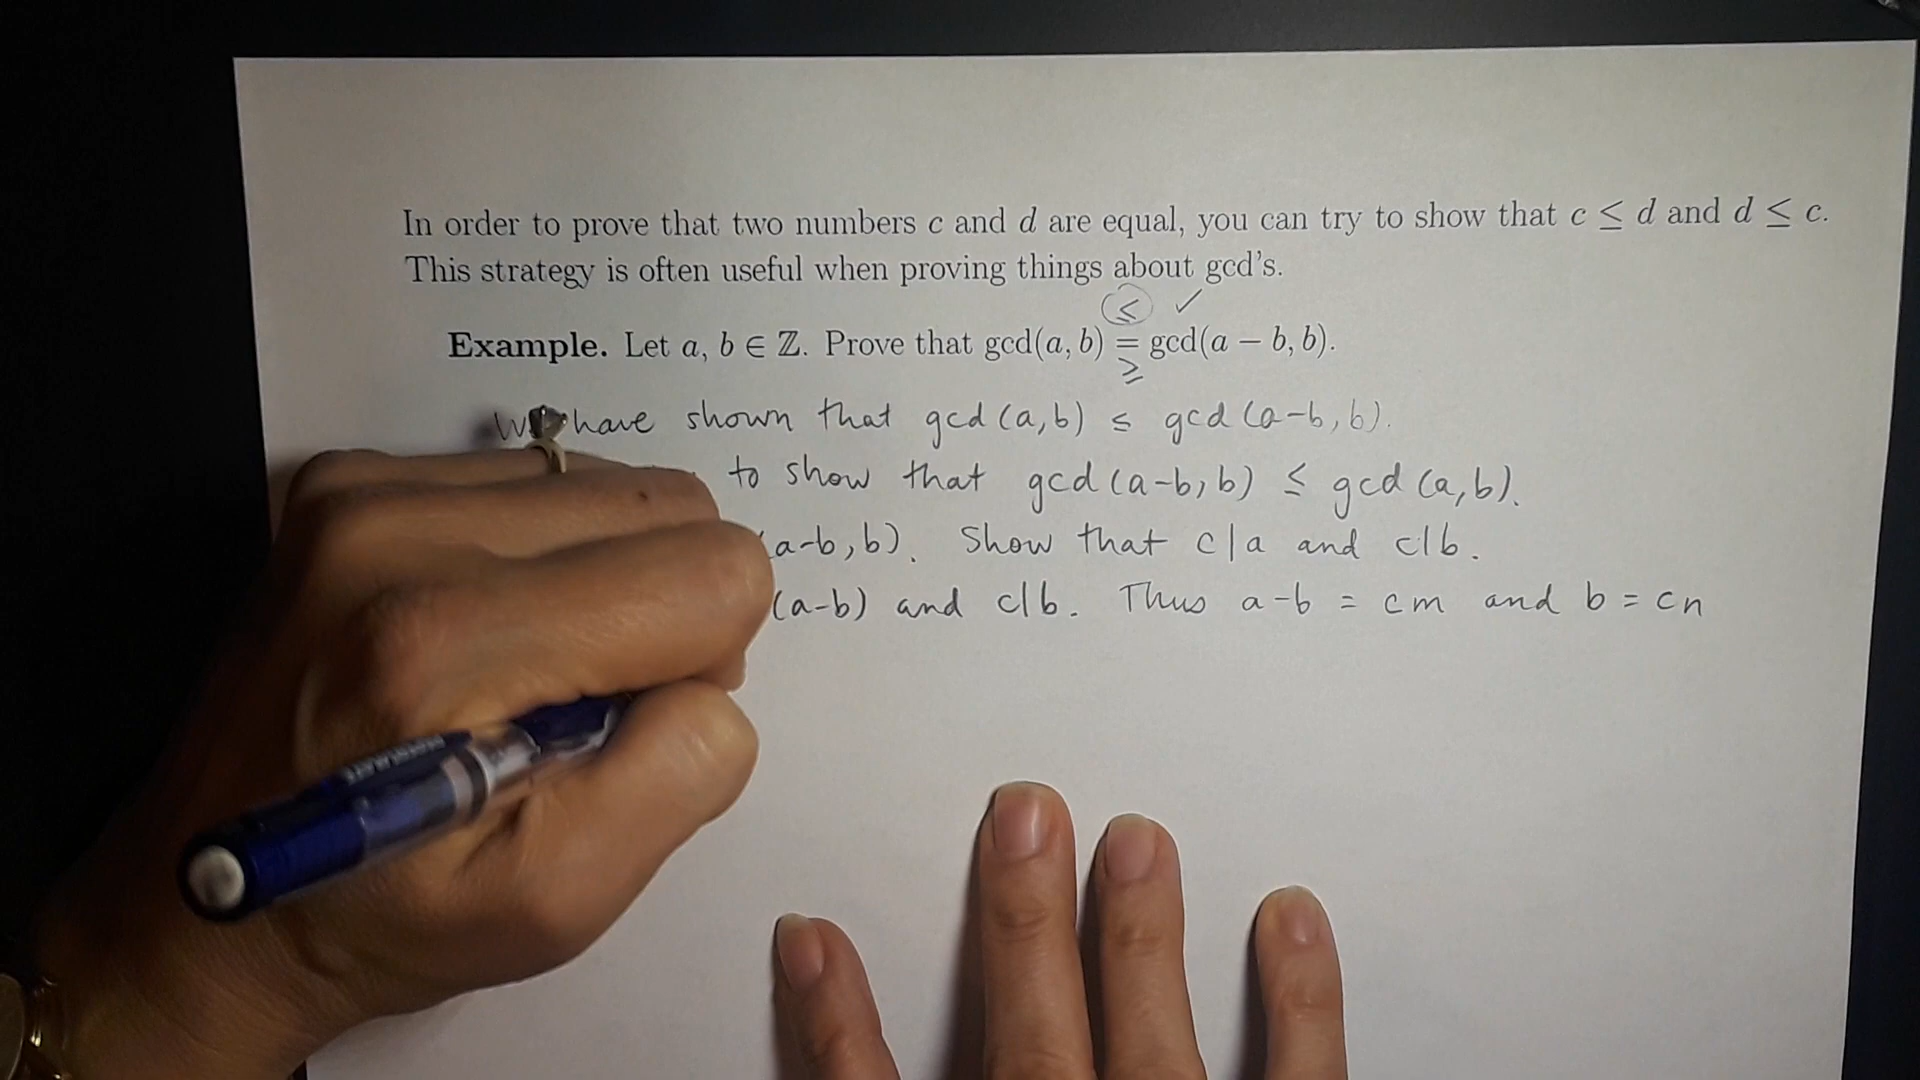 In order to prove that two numbers c and d are equal, you can try to show that c ≤ d and d ≤ c.
This strategy is often useful when proving things about gcd's.
≤ ✓
Example. Let a, b ∈ ℤ. Prove that gcd(a, b) = gcd(a − b, b).
≥
We have shown that gcd (a,b) ≤ gcd (a-b, b).
to show that gcd (a-b, b) ≤ gcd (a,b).
(a-b, b). Show that c|a and c|b.
(a-b) and c|b. Thus a-b = cm and b = cn